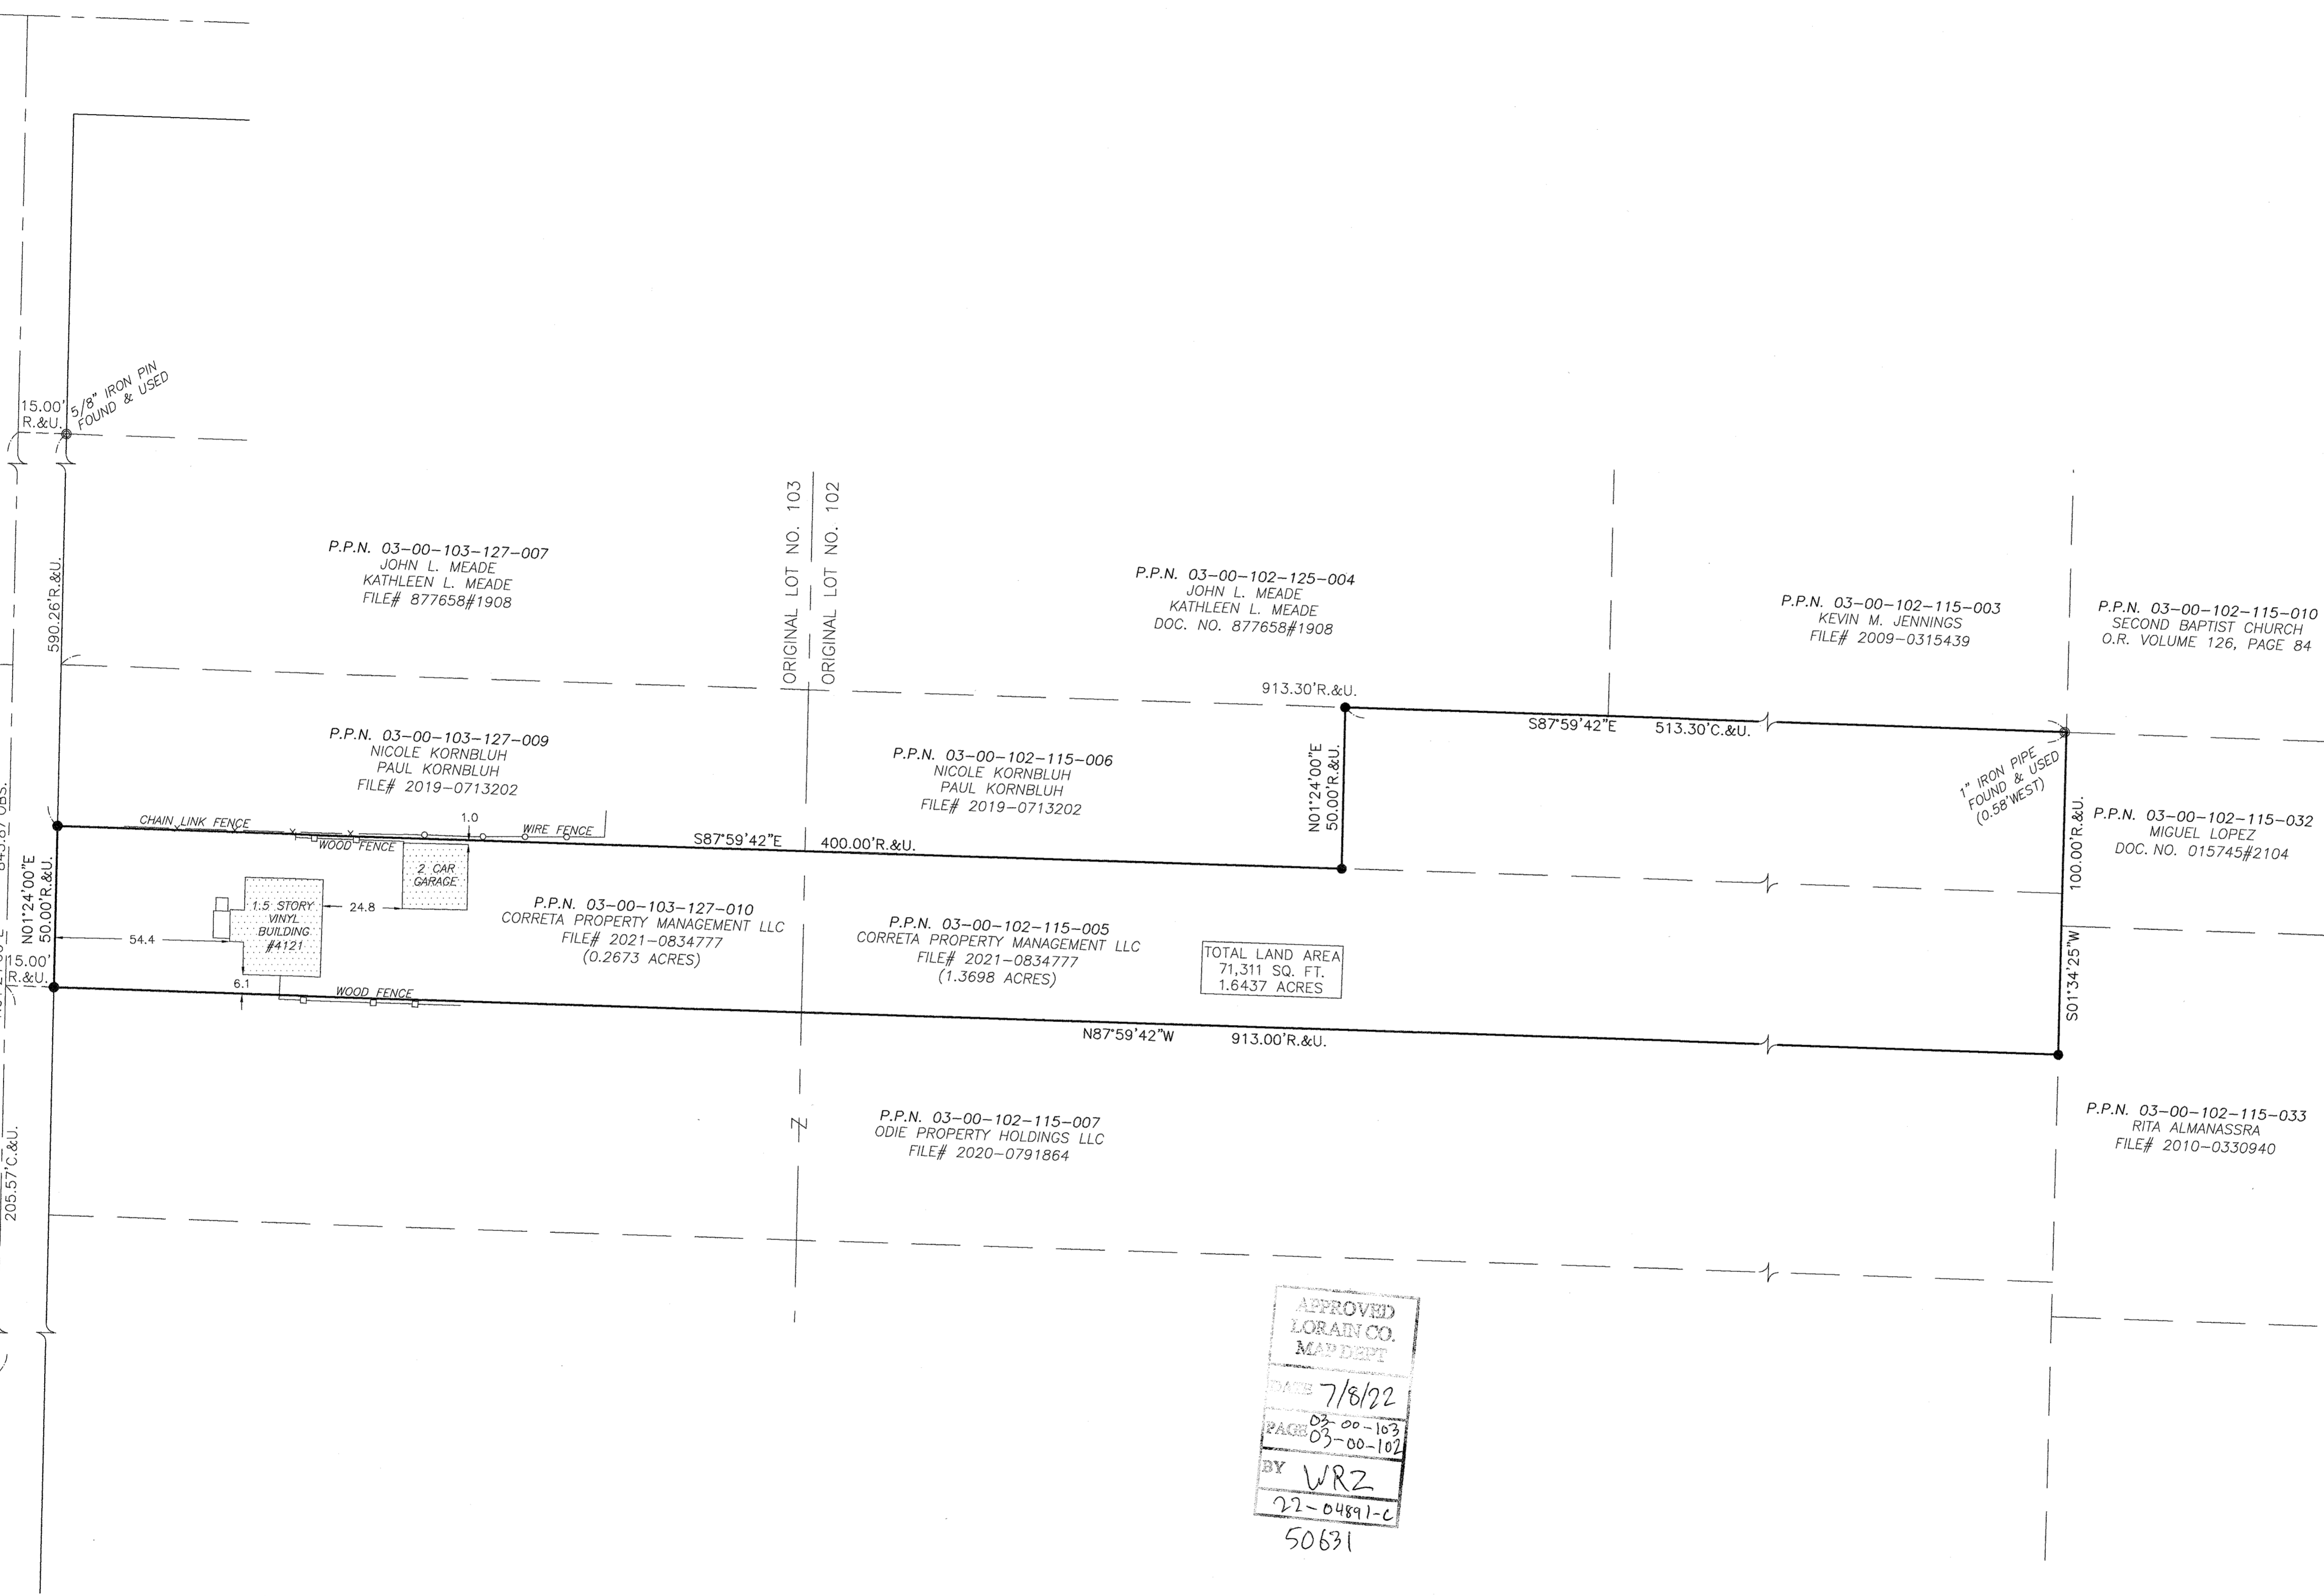 5/8" IRON PIN
FOUND & USED
15.00'
R.&U.
590.26'R.&U.
P.P.N. 03-00-103-127-007
JOHN L. MEADE
KATHLEEN L. MEADE
FILE# 877658#1908
ORIGINAL LOT NO. 103
ORIGINAL LOT NO. 102
P.P.N. 03-00-102-125-004
JOHN L. MEADE
KATHLEEN L. MEADE
DOC. NO. 877658#1908
P.P.N. 03-00-102-115-003
KEVIN M. JENNINGS
FILE# 2009-0315439
P.P.N. 03-00-102-115-010
SECOND BAPTIST CHURCH
O.R. VOLUME 126, PAGE 84
913.30'R.&U.
S87°59'42"E 513.30'C.&U.
N01°24'00"E
50.00'R.&U.
1" IRON PIPE
FOUND & USED
(0.58'WEST)
P.P.N. 03-00-103-127-009
NICOLE KORNBLUH
PAUL KORNBLUH
FILE# 2019-0713202
P.P.N. 03-00-102-115-006
NICOLE KORNBLUH
PAUL KORNBLUH
FILE# 2019-0713202
100.00'R.&U.
S01°34'25"W
P.P.N. 03-00-102-115-032
MIGUEL LOPEZ
DOC. NO. 015745#2104
CHAIN LINK FENCE
WOOD FENCE
1.0
WIRE FENCE
S87°59'42"E 400.00'R.&U.
N01°24'00"E
50.00'R.&U.
2 CAR
GARAGE
24.8
1.5 STORY
VINYL
BUILDING
#4121
54.4
6.1
WOOD FENCE
15.00'
R.&U.
P.P.N. 03-00-103-127-010
CORRETA PROPERTY MANAGEMENT LLC
FILE# 2021-0834777
(0.2673 ACRES)
P.P.N. 03-00-102-115-005
CORRETA PROPERTY MANAGEMENT LLC
FILE# 2021-0834777
(1.3698 ACRES)
TOTAL LAND AREA
71,311 SQ. FT.
1.6437 ACRES
N87°59'42"W 913.00'R.&U.
P.P.N. 03-00-102-115-007
ODIE PROPERTY HOLDINGS LLC
FILE# 2020-0791864
P.P.N. 03-00-102-115-033
RITA ALMANASSRA
FILE# 2010-0330940
205.57'C.&U.
Z
APPROVED
LORAIN CO.
MAP DEPT
DATE 7/8/22
PAGE 03-00-103
03-00-102
BY WRZ
22-04891-C
50631